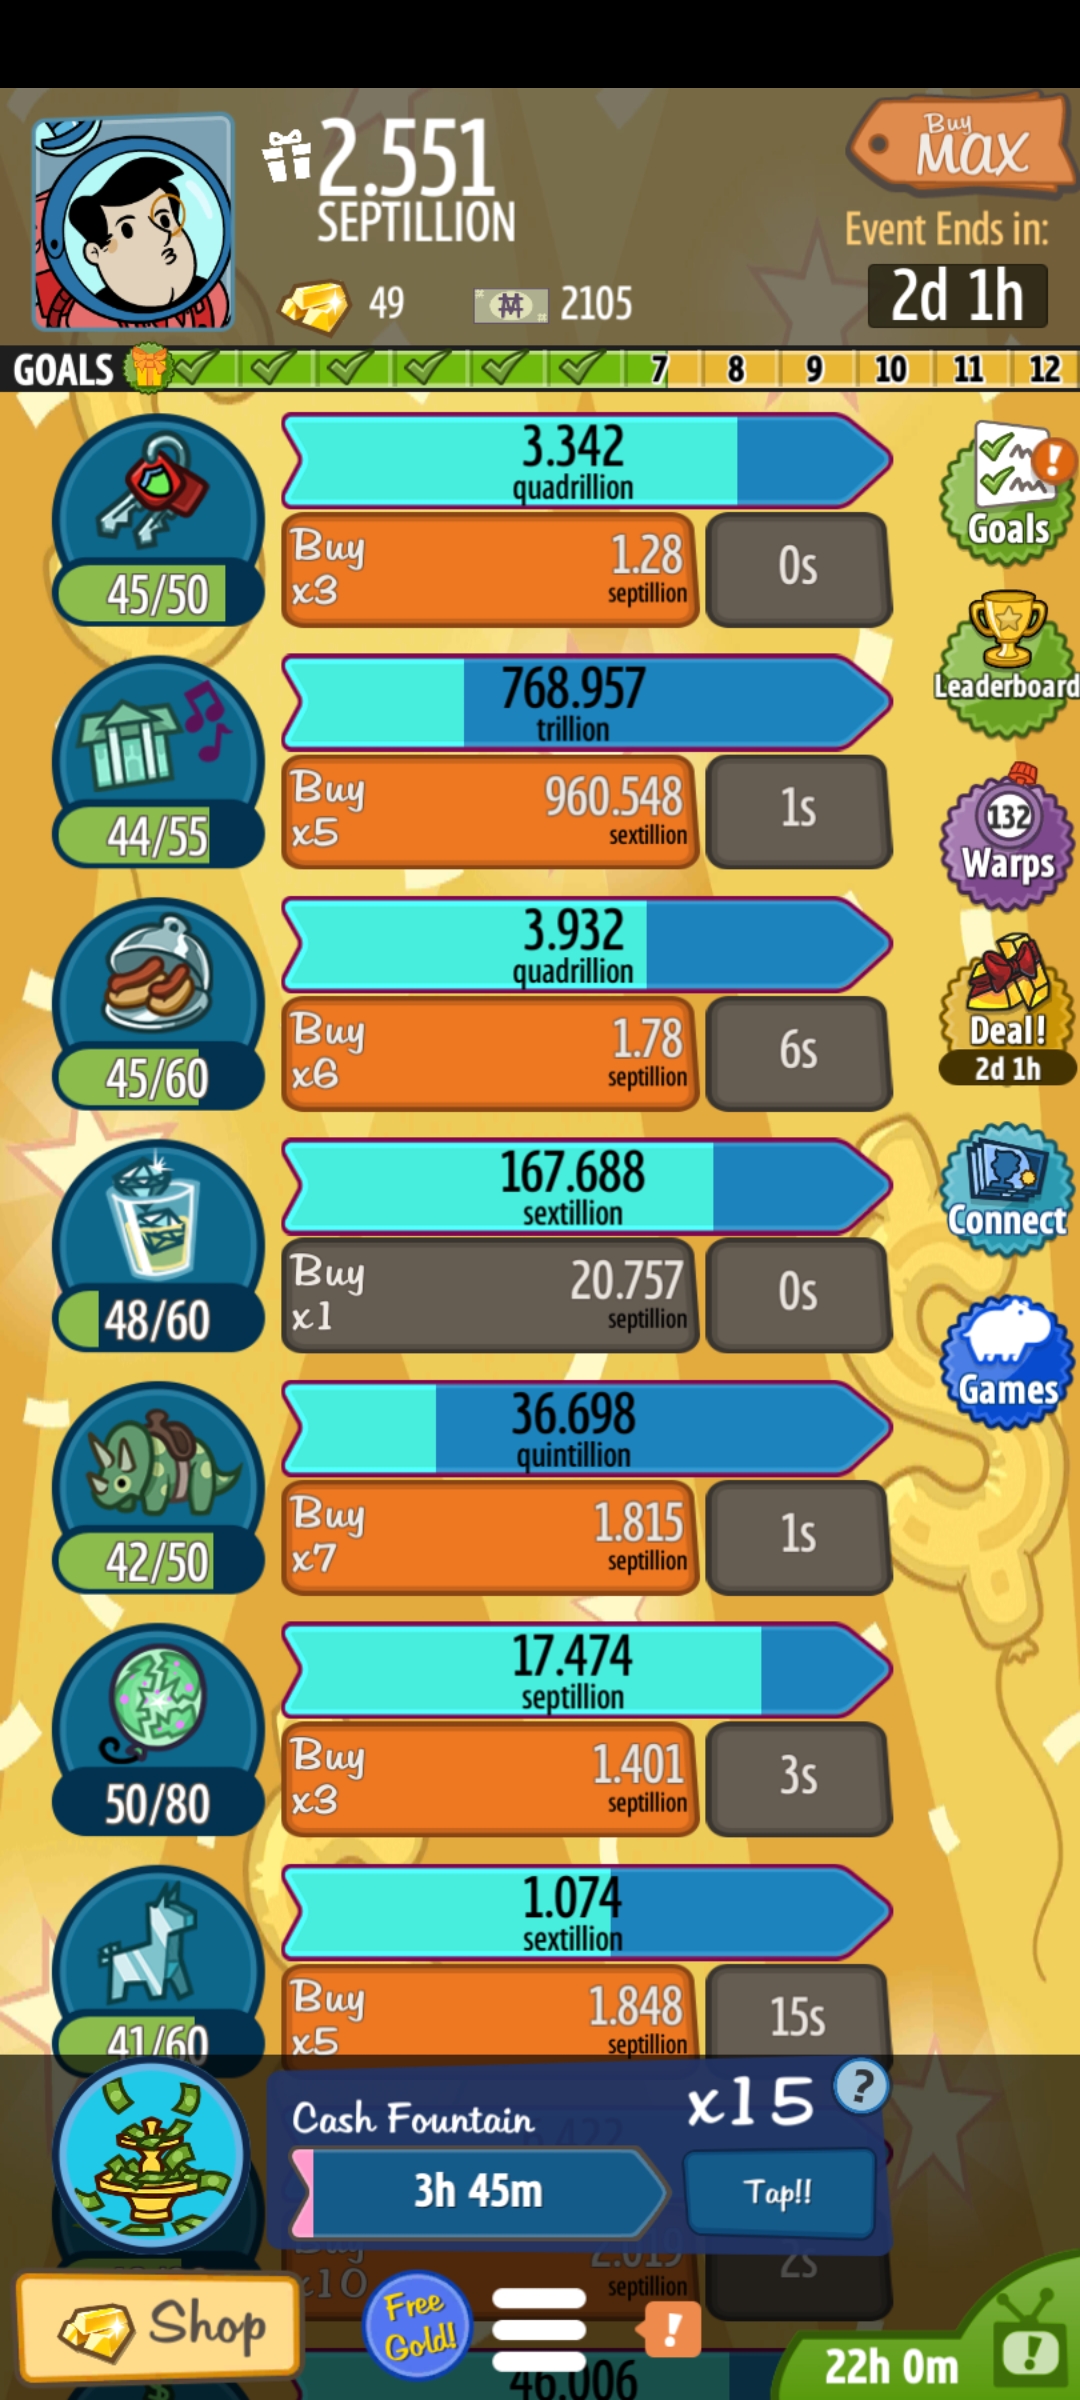 2.551
SEPTILLION
Buy
MAX
Event Ends in:
2d 1h
49
2105
GOALS
7 8 9 10 11 12
3.342
quadrillion
45/50
Buy
x3
1.28
septillion
0s
Goals
768.957
trillion
44/55
Buy
x5
960.548
sextillion
1s
Leaderboard
132
Warps
3.932
quadrillion
45/60
Buy
x6
1.78
septillion
6s
Deal!
2d 1h
167.688
sextillion
48/60
Buy
x1
20.757
septillion
0s
Connect
36.698
quintillion
42/50
Buy
x7
1.815
septillion
1s
Games
17.474
septillion
50/80
Buy
x3
1.401
septillion
3s
1.074
sextillion
41/60
Buy
x5
1.848
septillion
15s
Cash Fountain
x15
?
3h 45m
Tap!!
x10
septillion
2s
Shop
Free
Gold!
!
22h 0m
!
46.006